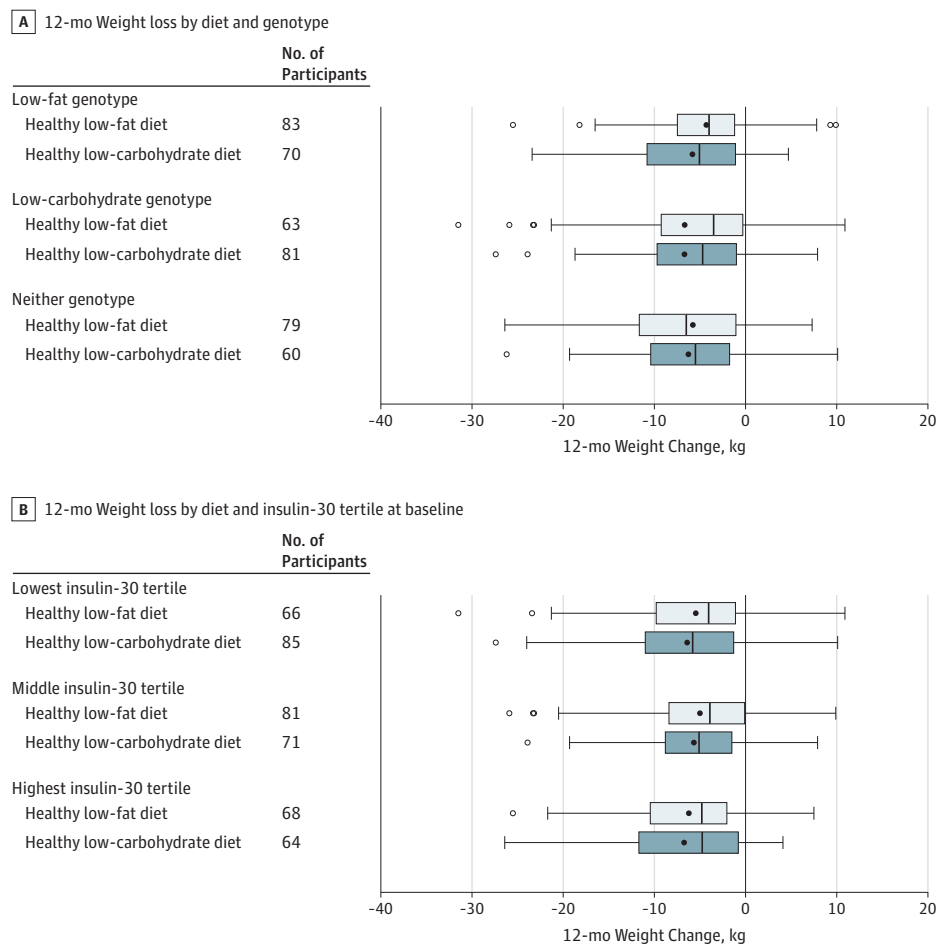 A 12-mo Weight loss by diet and genotype
No. of
Participants
Low-fat genotype
Healthy low-fat diet 83
Healthy low-carbohydrate diet 70
Low-carbohydrate genotype
Healthy low-fat diet 63
Healthy low-carbohydrate diet 81
Neither genotype
Healthy low-fat diet 79
Healthy low-carbohydrate diet 60
-40 -30 -20 -10 0 10 20
12-mo Weight Change, kg
B 12-mo Weight loss by diet and insulin-30 tertile at baseline
No. of
Participants
Lowest insulin-30 tertile
Healthy low-fat diet 66
Healthy low-carbohydrate diet 85
Middle insulin-30 tertile
Healthy low-fat diet 81
Healthy low-carbohydrate diet 71
Highest insulin-30 tertile
Healthy low-fat diet 68
Healthy low-carbohydrate diet 64
-40 -30 -20 -10 0 10 20
12-mo Weight Change, kg